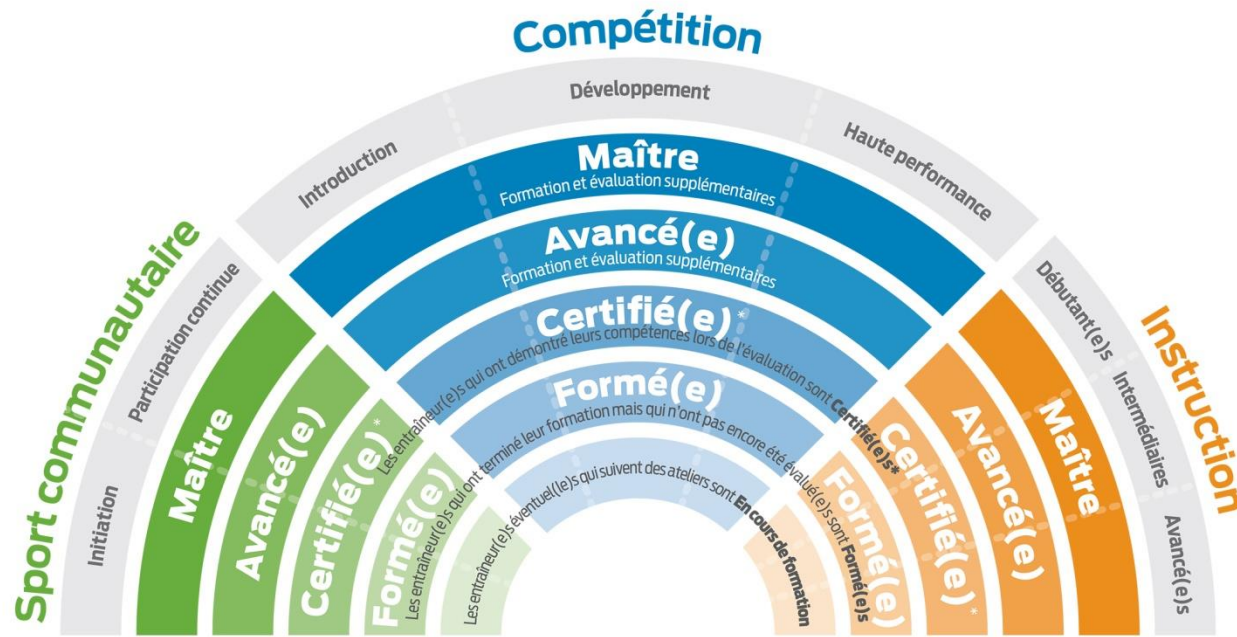 Compétition
Introduction
Développement
Haute performance
Maître
Formation et évaluation supplémentaires
Avancé(e)
Formation et évaluation supplémentaires
Certifié(e)*
Les entraîneur(e)s qui ont démontré leurs compétences lors de l'évaluation sont Certifié(e)s*
Formé(e)
Les entraîneur(e)s qui ont terminé leur formation mais qui n'ont pas encore été évalué(e)s sont Formé(e)s
Les entraîneur(e)s éventuel(le)s qui suivent des ateliers sont En cours de formation
Sport communautaire
Initiation
Participation continue
Maître
Avancé(e)
Certifié(e)*
Formé(e)
Instruction
Débutant(e)s
Intermédiaires
Avancé(e)s
Maître
Avancé(e)
Certifié(e)*
Formé(e)